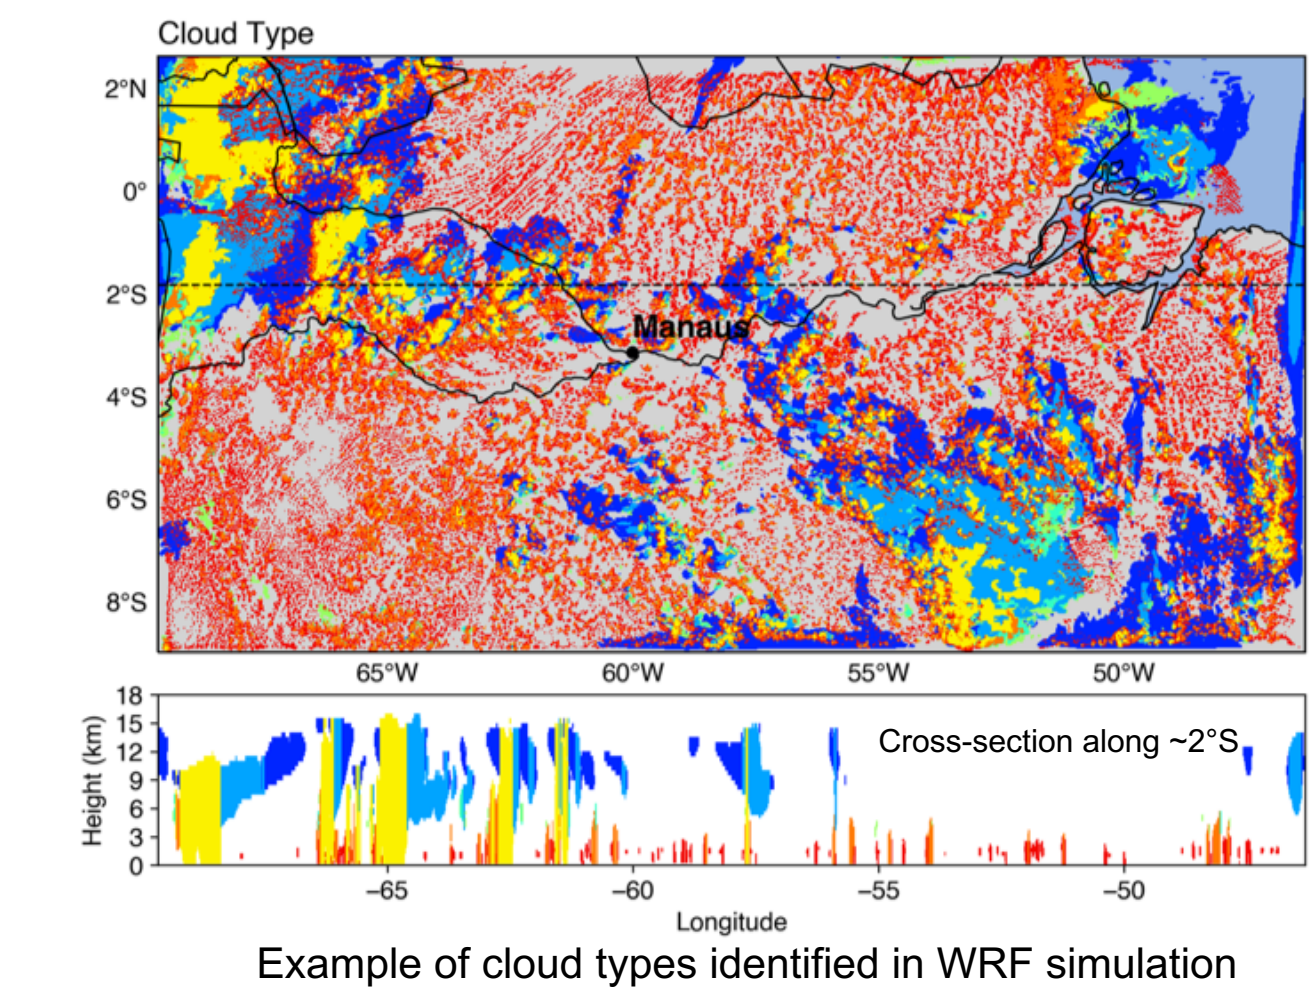 Cloud Type
2°N
0°
2°S
Manaus
4°S
6°S
8°S
65°W 60°W 55°W 50°W
18
15
Cross-section along ~2°S
12
9
6
3
0
Height (km)
−65 −60 −55 −50
Longitude
Example of cloud types identified in WRF simulation